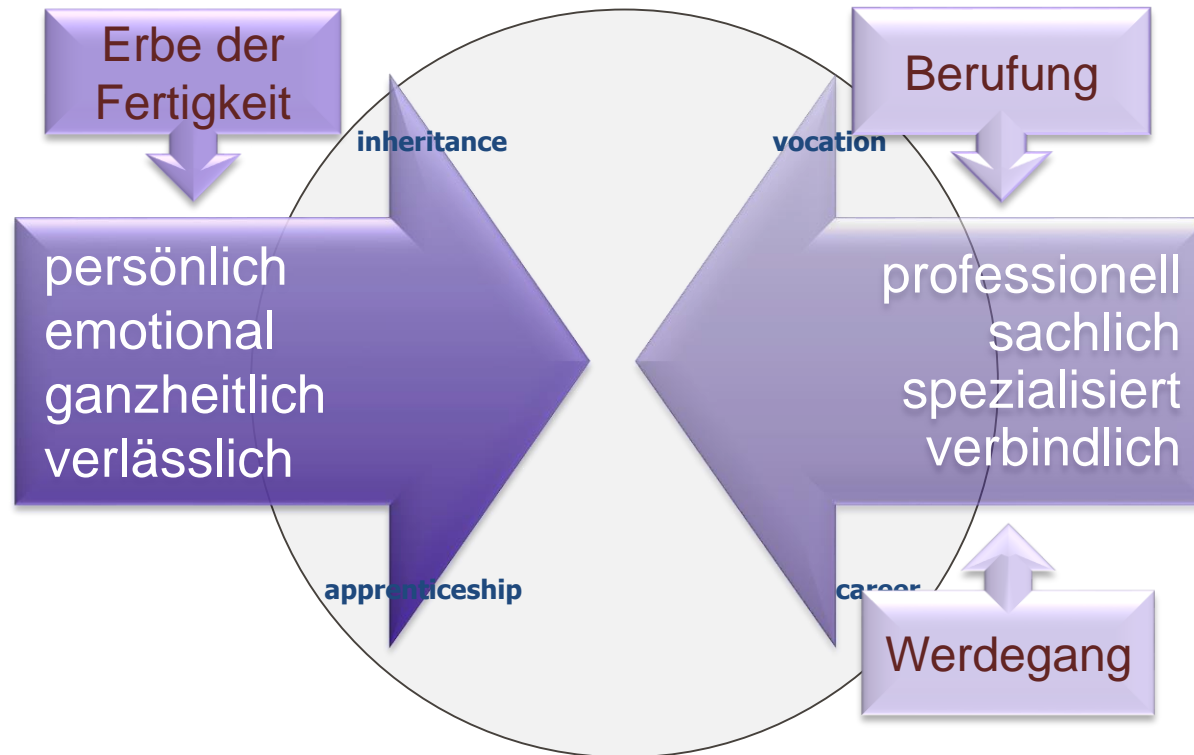 Erbe der
Fertigkeit
Berufung
inheritance
vocation
persönlich
emotional
ganzheitlich
verlässlich
professionell
sachlich
spezialisiert
verbindlich
apprenticeship
career
Werdegang